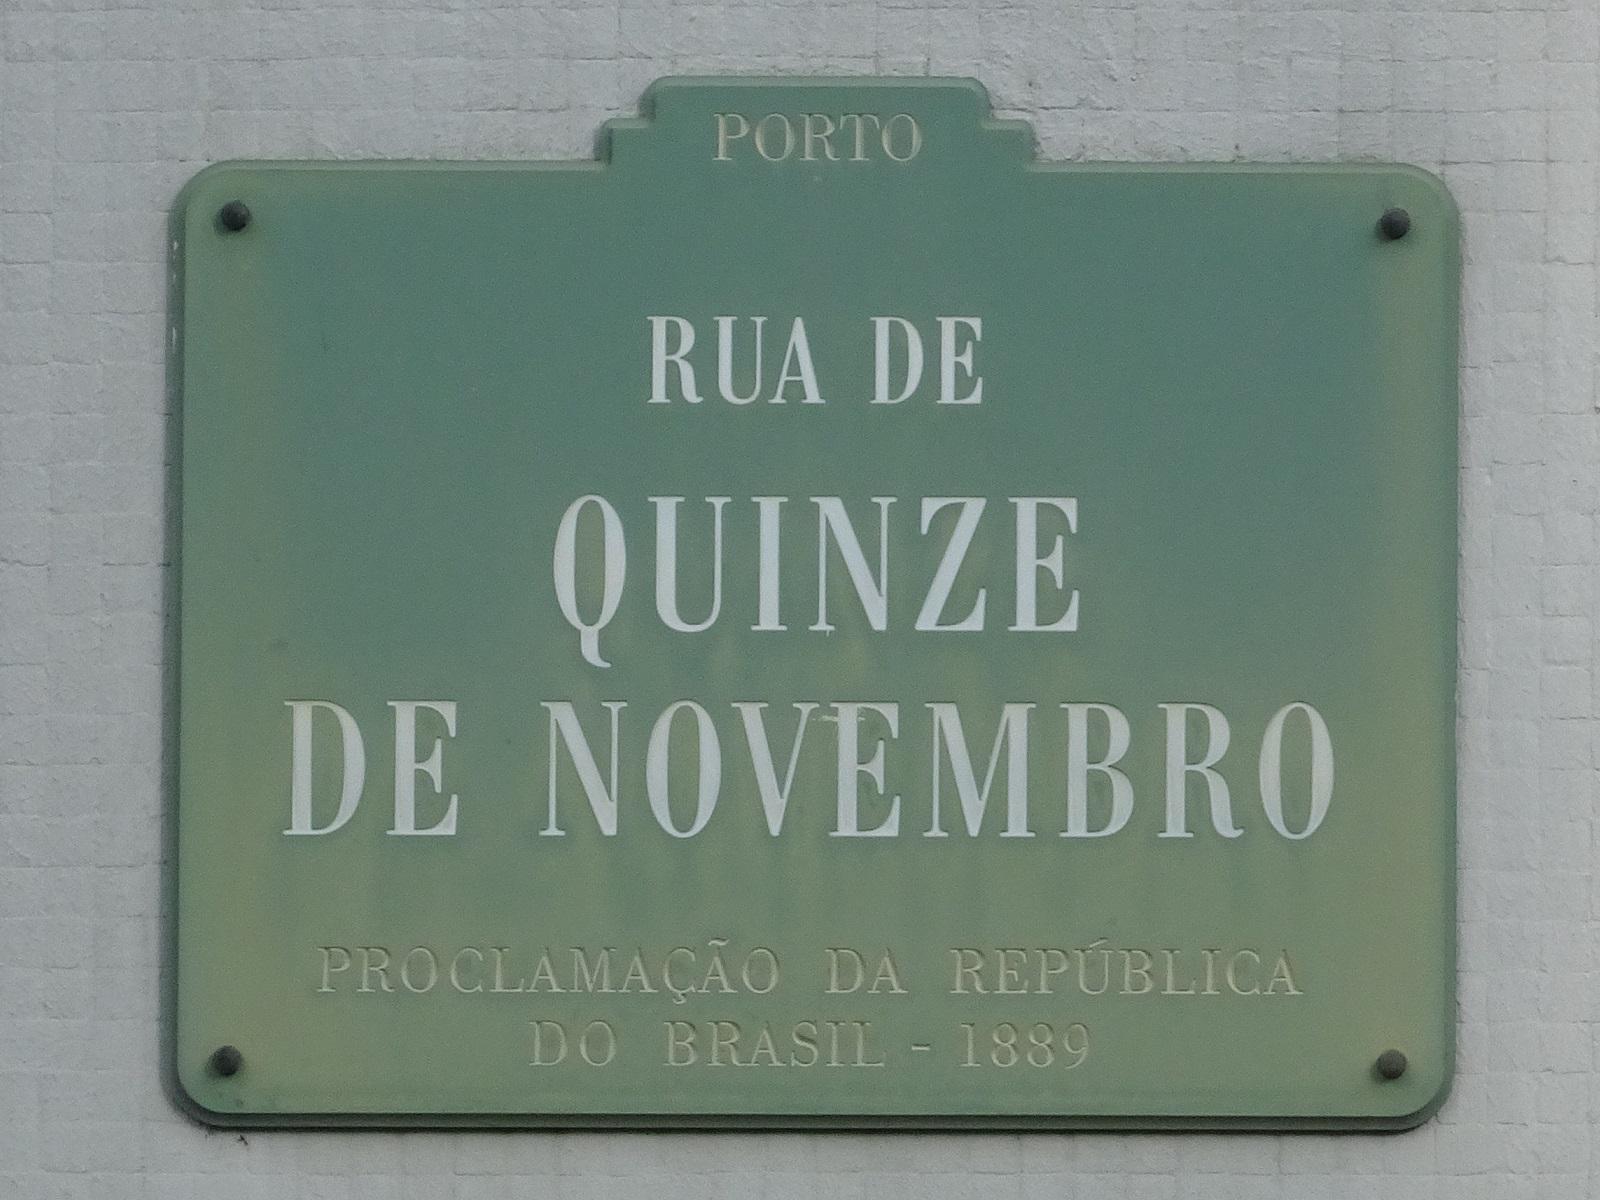 PORTO
RUA DE
QUINZE
DE NOVEMBRO
PROCLAMAÇÃO DA REPÚBLICA
DO BRASIL - 1889